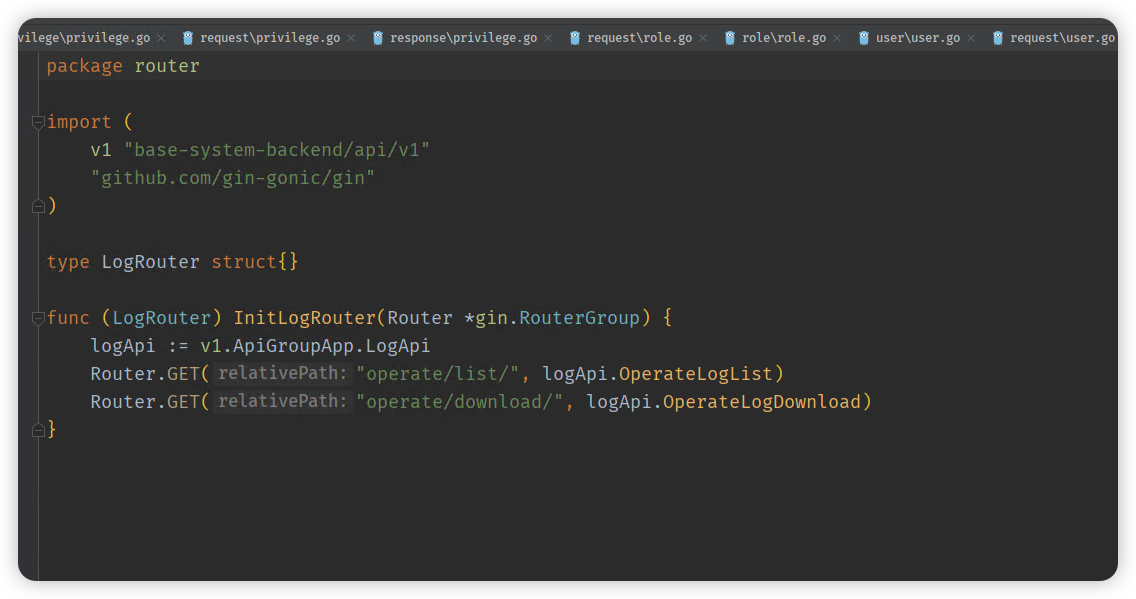 vilege\privilege.go request\privilege.go response\privilege.go request\role.go role\role.go user\user.go request\user.go
package router
import (
v1 "base-system-backend/api/v1"
"github.com/gin-gonic/gin"
)
type LogRouter struct{}
func (LogRouter) InitLogRouter(Router *gin.RouterGroup) {
logApi := v1.ApiGroupApp.LogApi
Router.GET( relativePath: "operate/list/", logApi.OperateLogList)
Router.GET( relativePath: "operate/download/", logApi.OperateLogDownload)
}